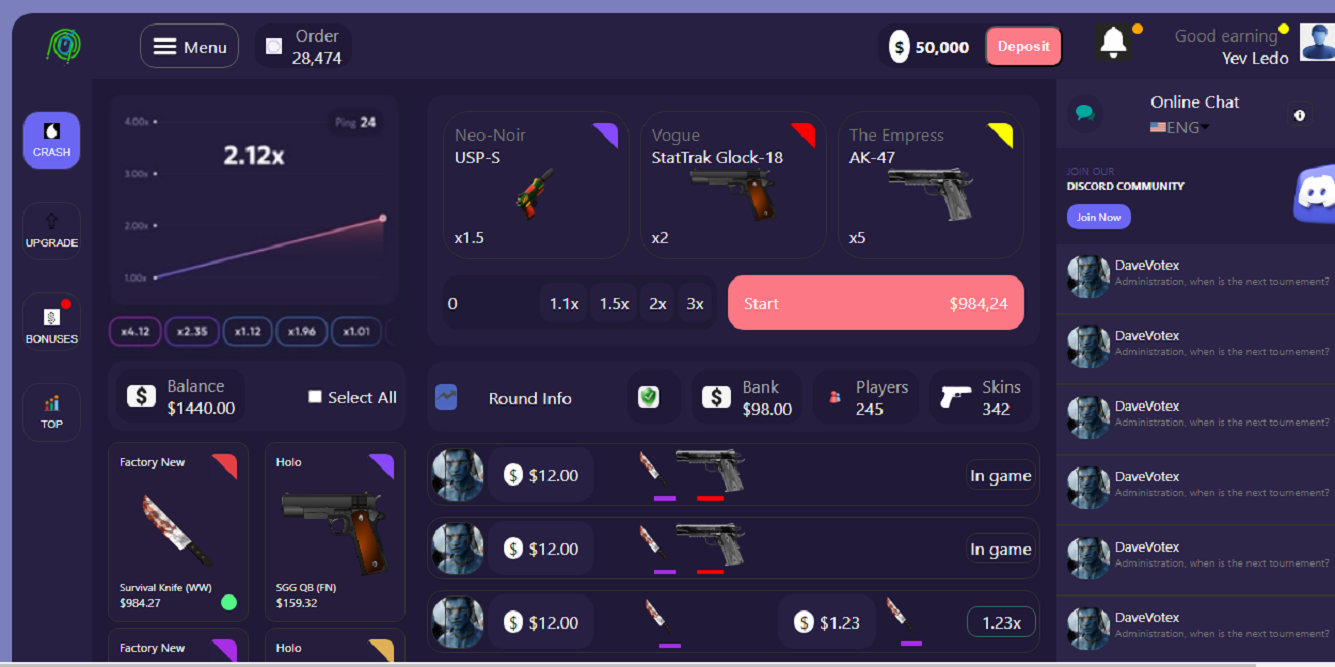 Menu
Order
28,474
$ 50,000
Deposit
Good earning
Yev Ledo
CRASH
UPGRADE
BONUSES
TOP
4.00x
3.00x
2.00x
1.00x
Ping 24
2.12x
x4.12
x2.35
x1.12
x1.96
x1.01
Neo-Noir
USP-S
x1.5
Vogue
StatTrak Glock-18
x2
The Empress
AK-47
x5
0
1.1x
1.5x
2x
3x
Start
$984,24
Balance
$1440.00
Select All
Round Info
Bank
$98.00
Players
245
Skins
342
Factory New
Survival Knife (WW)
$984.27
Holo
SGG QB (FN)
$159.32
Factory New
Holo
$ $12.00
In game
$ $12.00
In game
$ $12.00
$ $1.23
1.23x
Online Chat
ENG
JOIN OUR
DISCORD COMMUNITY
Join Now
DaveVotex
Administration, when is the next tournement?
DaveVotex
Administration, when is the next tournement?
DaveVotex
Administration, when is the next tournement?
DaveVotex
Administration, when is the next tournement?
DaveVotex
Administration, when is the next tournement?
DaveVotex
Administration, when is the next tournement?